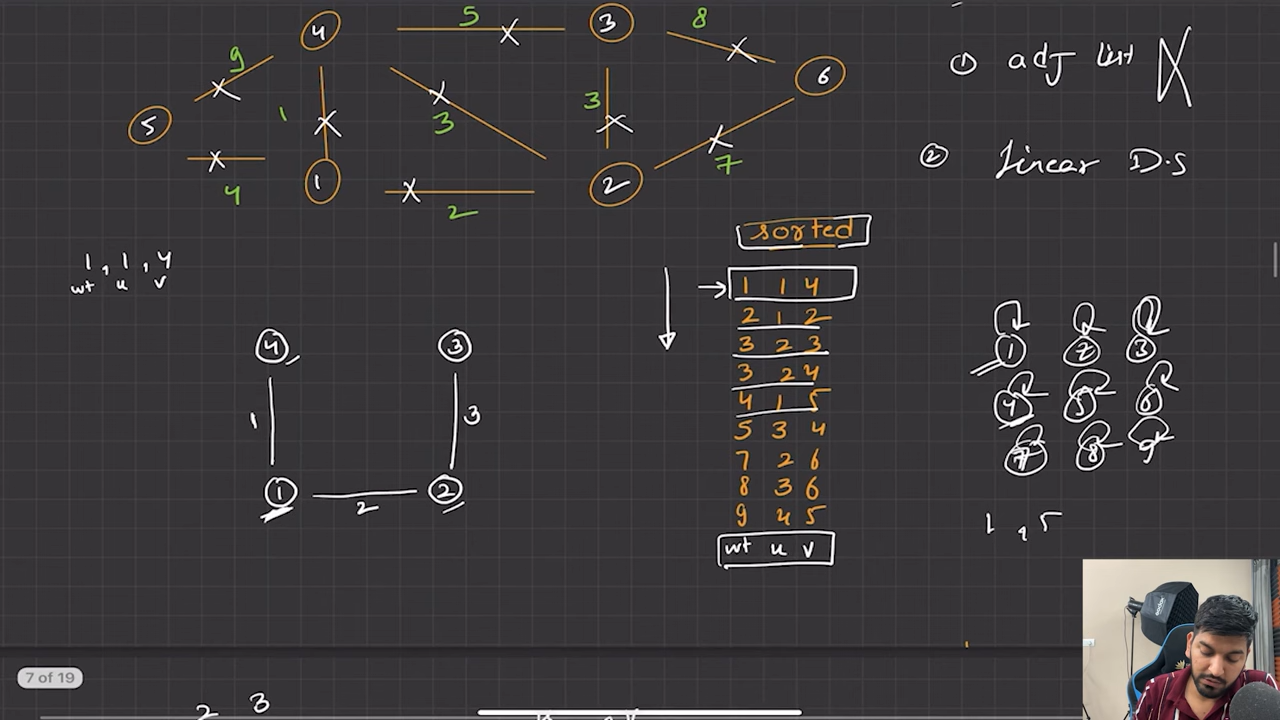 4 5 3 8
9
6
5 1 3 3
4 1 2 2 7
① adj list
② linear D.S
sorted
1 , 1 , 4
wt u v
1 1 4
2 1 2
3 2 3
3 2 4
4 1 5
5 3 4
7 2 6
8 3 6
9 4 5
wt u v
4 3
1 3
1 2 2
1 2 3
4 5 6
7 8 9
1 , 5
7 of 19
2 3